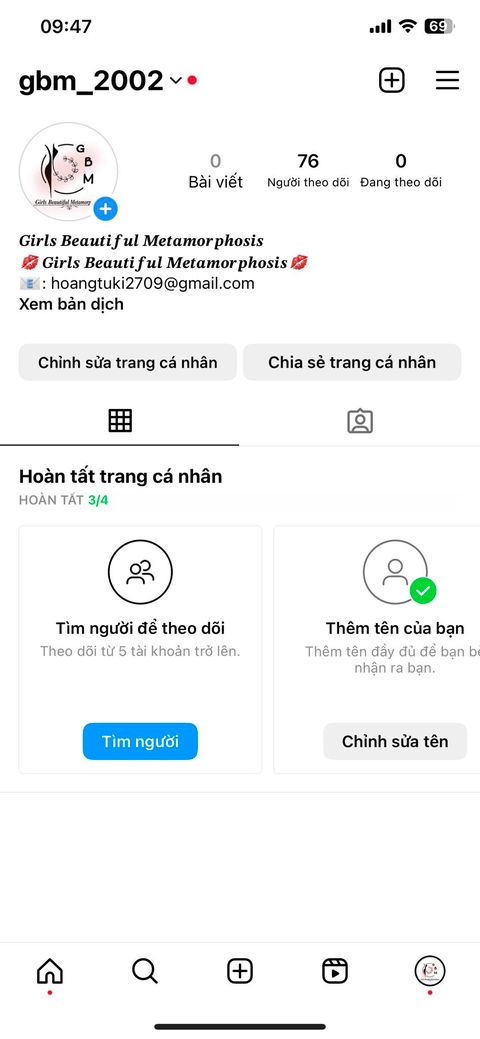 09:47
69
gbm_2002
G
B
M
Girls Beautiful Metamorp
0
76
0
Bài viết
Người theo dõi
Đang theo dõi
Girls Beautiful Metamorphosis
💋 Girls Beautiful Metamorphosis💋
📧: hoangtuki2709@gmail.com
Xem bản dịch
Chỉnh sửa trang cá nhân
Chia sẻ trang cá nhân
Hoàn tất trang cá nhân
HOÀN TẤT 3/4
Tìm người để theo dõi
Theo dõi từ 5 tài khoản trở lên.
Tìm người
Thêm tên của bạn
Thêm tên đầy đủ để bạn bè
nhận ra bạn.
Chỉnh sửa tên